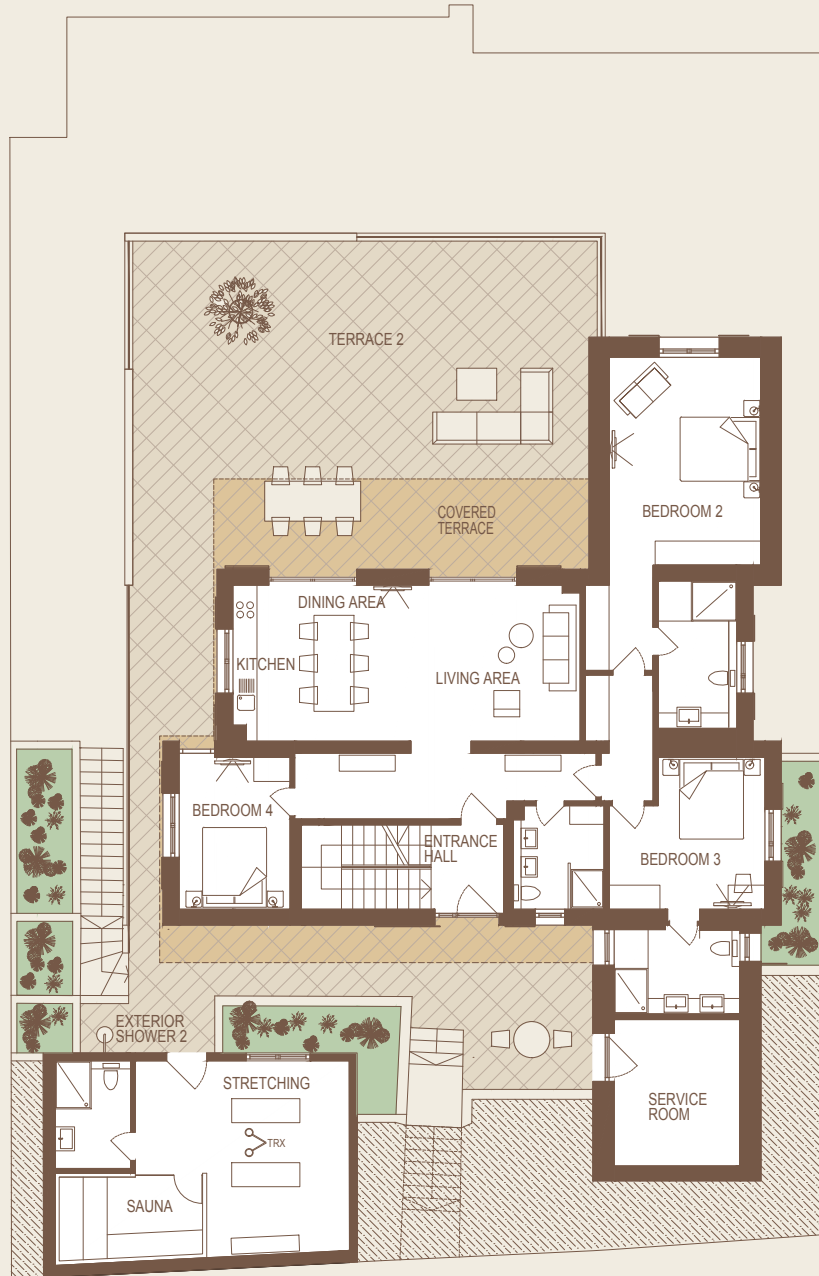 TERRACE 2
COVERED
TERRACE
BEDROOM 2
DINING AREA
KITCHEN
LIVING AREA
BEDROOM 4
ENTRANCE
HALL
BEDROOM 3
EXTERIOR
SHOWER 2
STRETCHING
TRX
SERVICE
ROOM
SAUNA